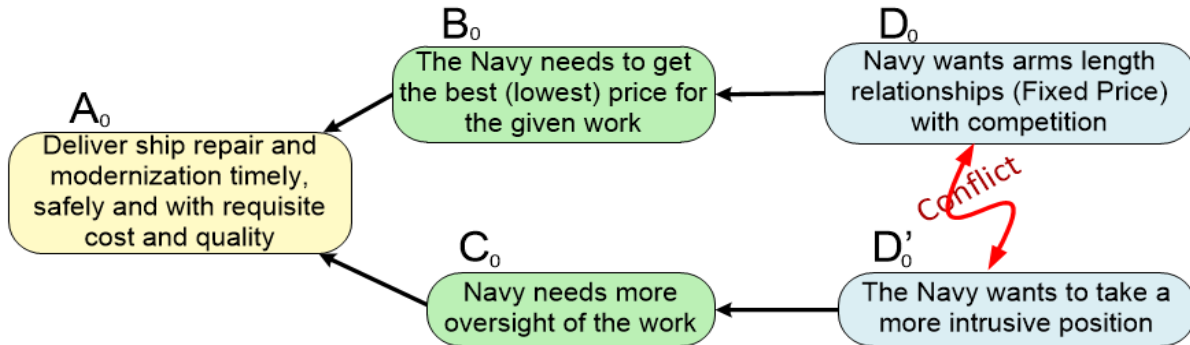 A₀
Deliver ship repair and
modernization timely,
safely and with requisite
cost and quality
B₀
The Navy needs to get
the best (lowest) price for
the given work
D₀
Navy wants arms length
relationships (Fixed Price)
with competition
Conflict
C₀
Navy needs more
oversight of the work
D₀’
The Navy wants to take a
more intrusive position